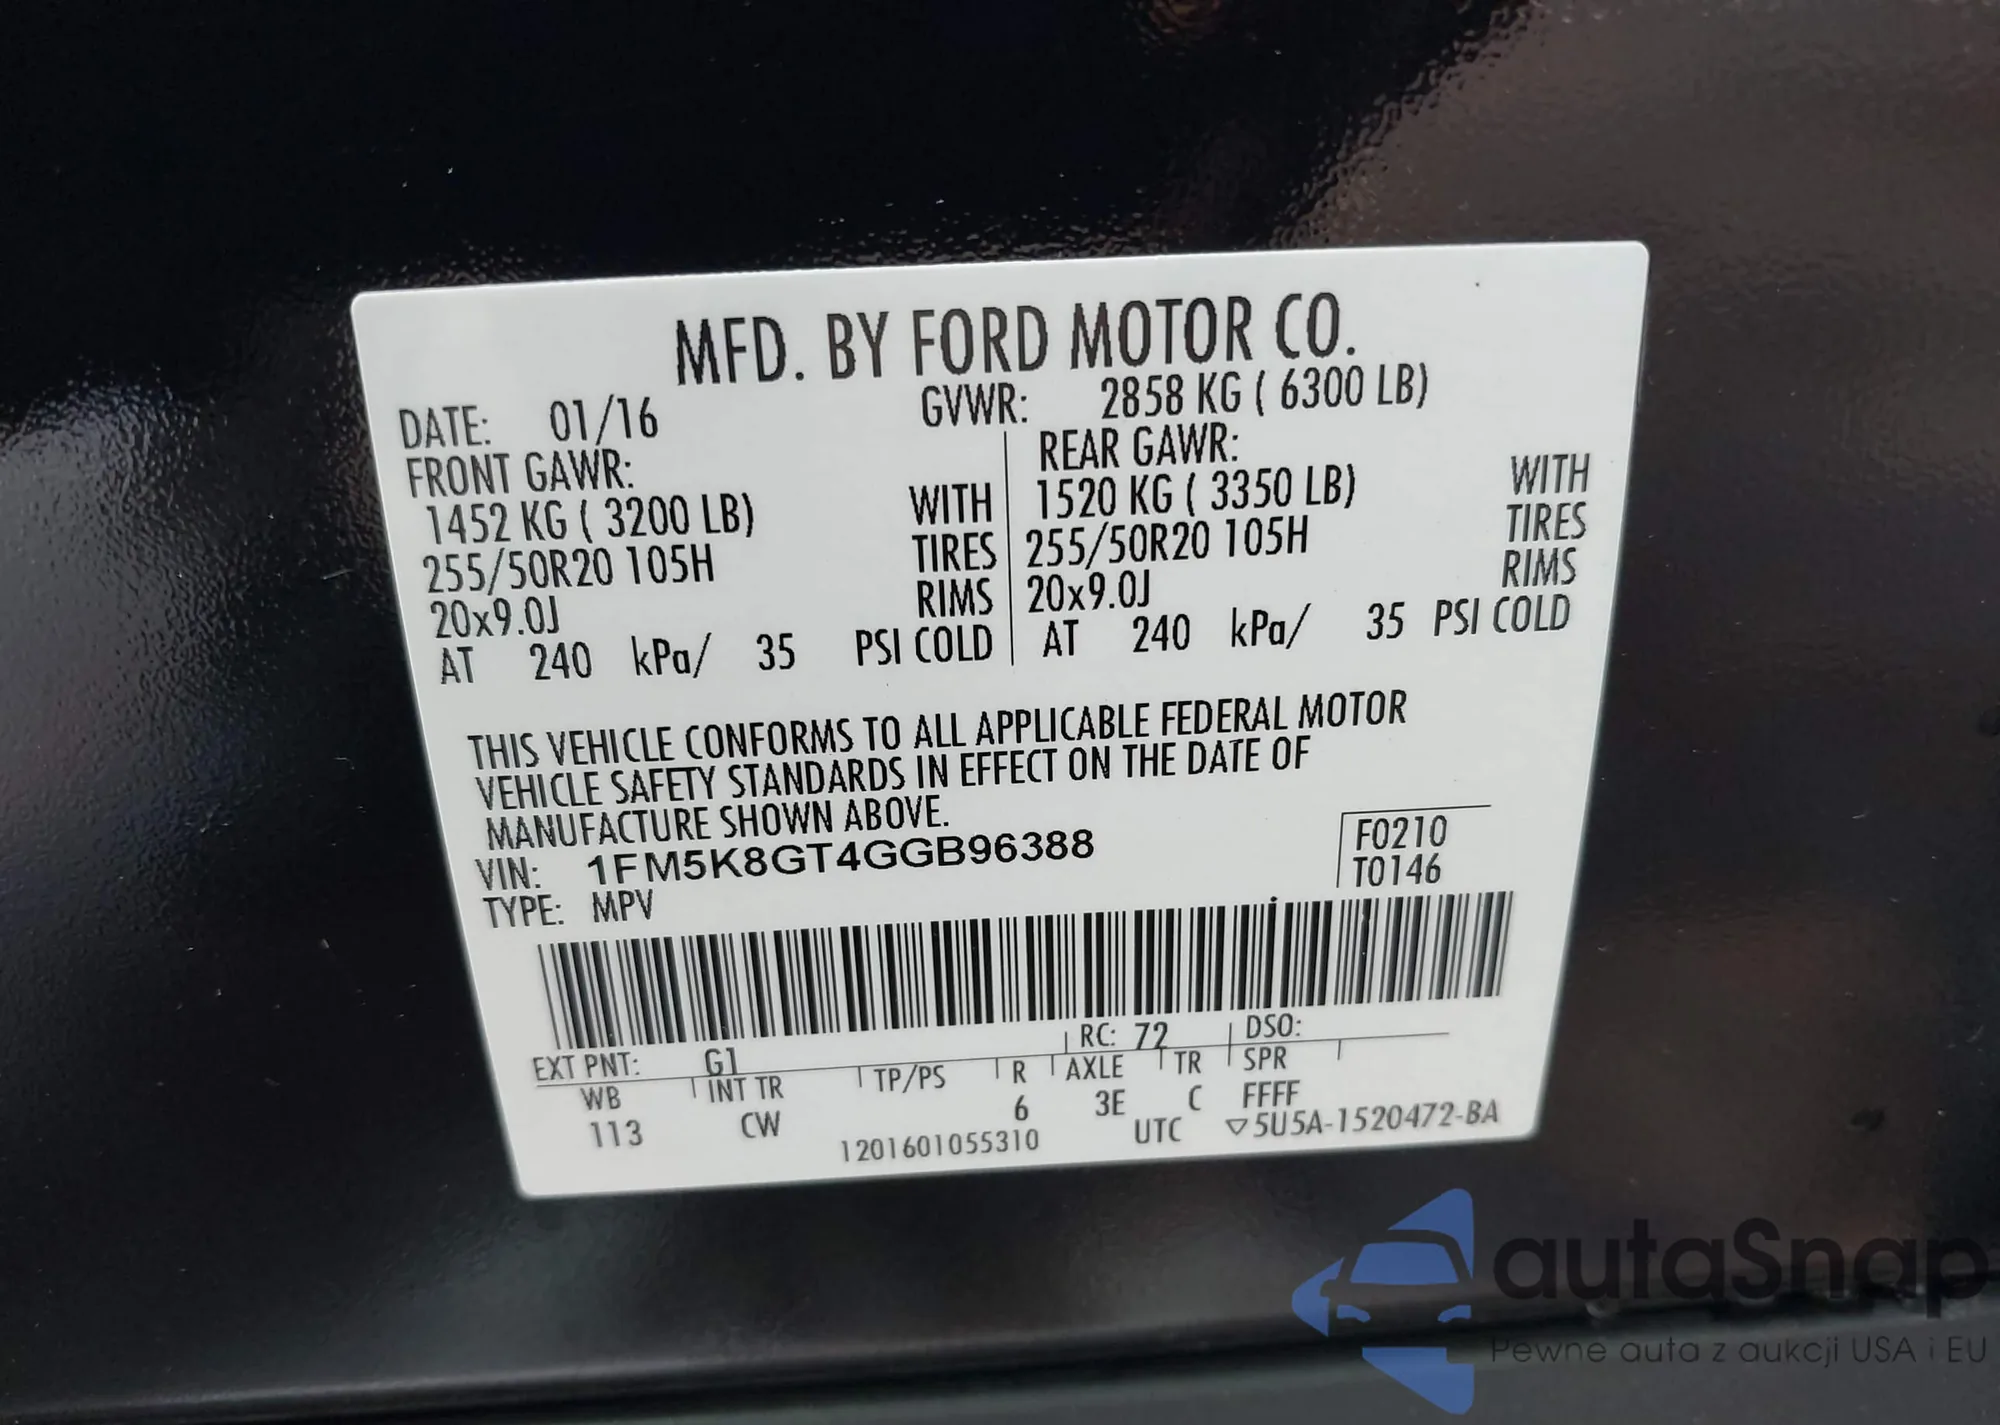 MFD. BY FORD MOTOR CO.
DATE: 01/16 GVWR: 2858 KG ( 6300 LB)
FRONT GAWR: REAR GAWR:
1452 KG ( 3200 LB) WITH 1520 KG ( 3350 LB) WITH
255/50R20 105H TIRES 255/50R20 105H TIRES
20x9.0J RIMS 20x9.0J RIMS
AT 240 kPa/ 35 PSI COLD AT 240 kPa/ 35 PSI COLD
THIS VEHICLE CONFORMS TO ALL APPLICABLE FEDERAL MOTOR
VEHICLE SAFETY STANDARDS IN EFFECT ON THE DATE OF
MANUFACTURE SHOWN ABOVE.
VIN: 1FM5K8GT4GGB96388 F0210
TYPE: MPV T0146
EXT PNT: G1 RC: 72 DSO:
WB INT TR TP/PS R AXLE TR SPR
113 CW 6 3E C FFFF
1201601055310 UTC ▽5U5A-1520472-BA
autaSnap
Pewne auta z aukcji USA i EU